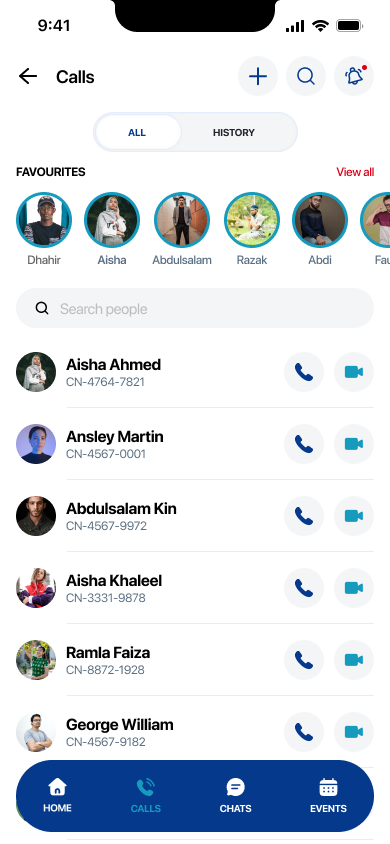 9:41
Calls
ALL HISTORY
FAVOURITES View all
Dhahir Aisha Abdulsalam Razak Abdi Fau
Search people
Aisha Ahmed
CN-4764-7821
Ansley Martin
CN-4567-0001
Abdulsalam Kin
CN-4567-9972
Aisha Khaleel
CN-3331-9878
Ramla Faiza
CN-8872-1928
George William
CN-4567-9182
HOME CALLS CHATS EVENTS